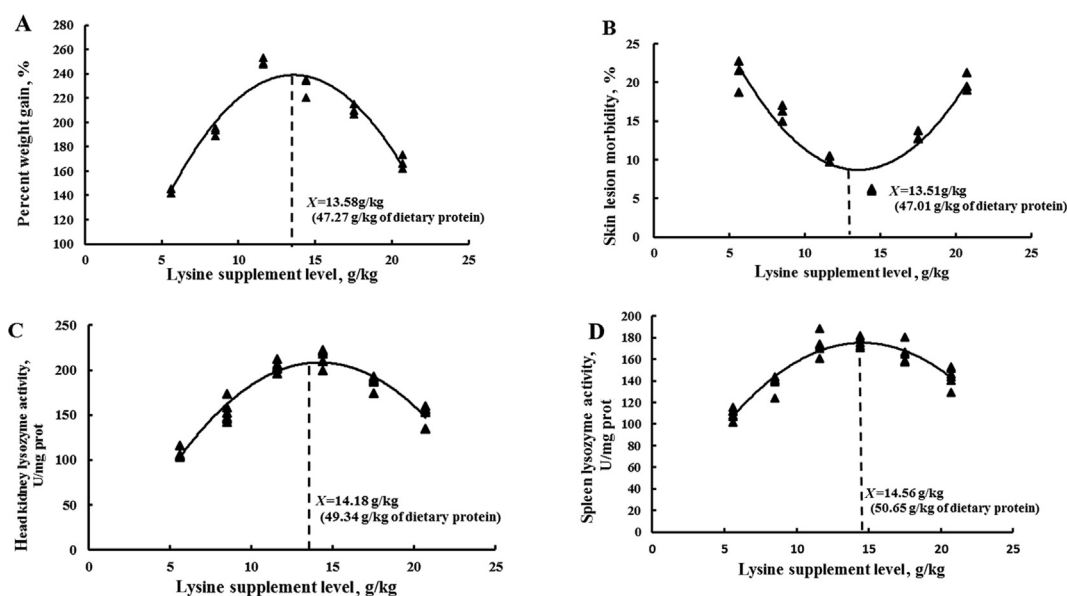 A
Percent weight gain, %
280
260
240
220
200
180
160
140
120
100
0
5
10
15
20
25
X=13.58g/kg
(47.27 g/kg of dietary protein)
Lysine supplement level, g/kg
B
Skin lesion morbidity, %
25
20
15
10
5
0
0
5
10
15
20
25
X=13.51g/kg
(47.01 g/kg of dietary protein)
Lysine supplement level, g/kg
C
Head kidney lysozyme activity,
U/mg prot
250
200
150
100
50
0
0
5
10
15
20
25
X=14.18 g/kg
(49.34 g/kg of dietary protein)
Lysine supplement level, g/kg
D
Spleen lysozyme activity,
U/mg prot
200
180
160
140
120
100
80
60
40
20
0
0
5
10
15
20
25
X=14.56 g/kg
(50.65 g/kg of dietary protein)
Lysine supplement level, g/kg